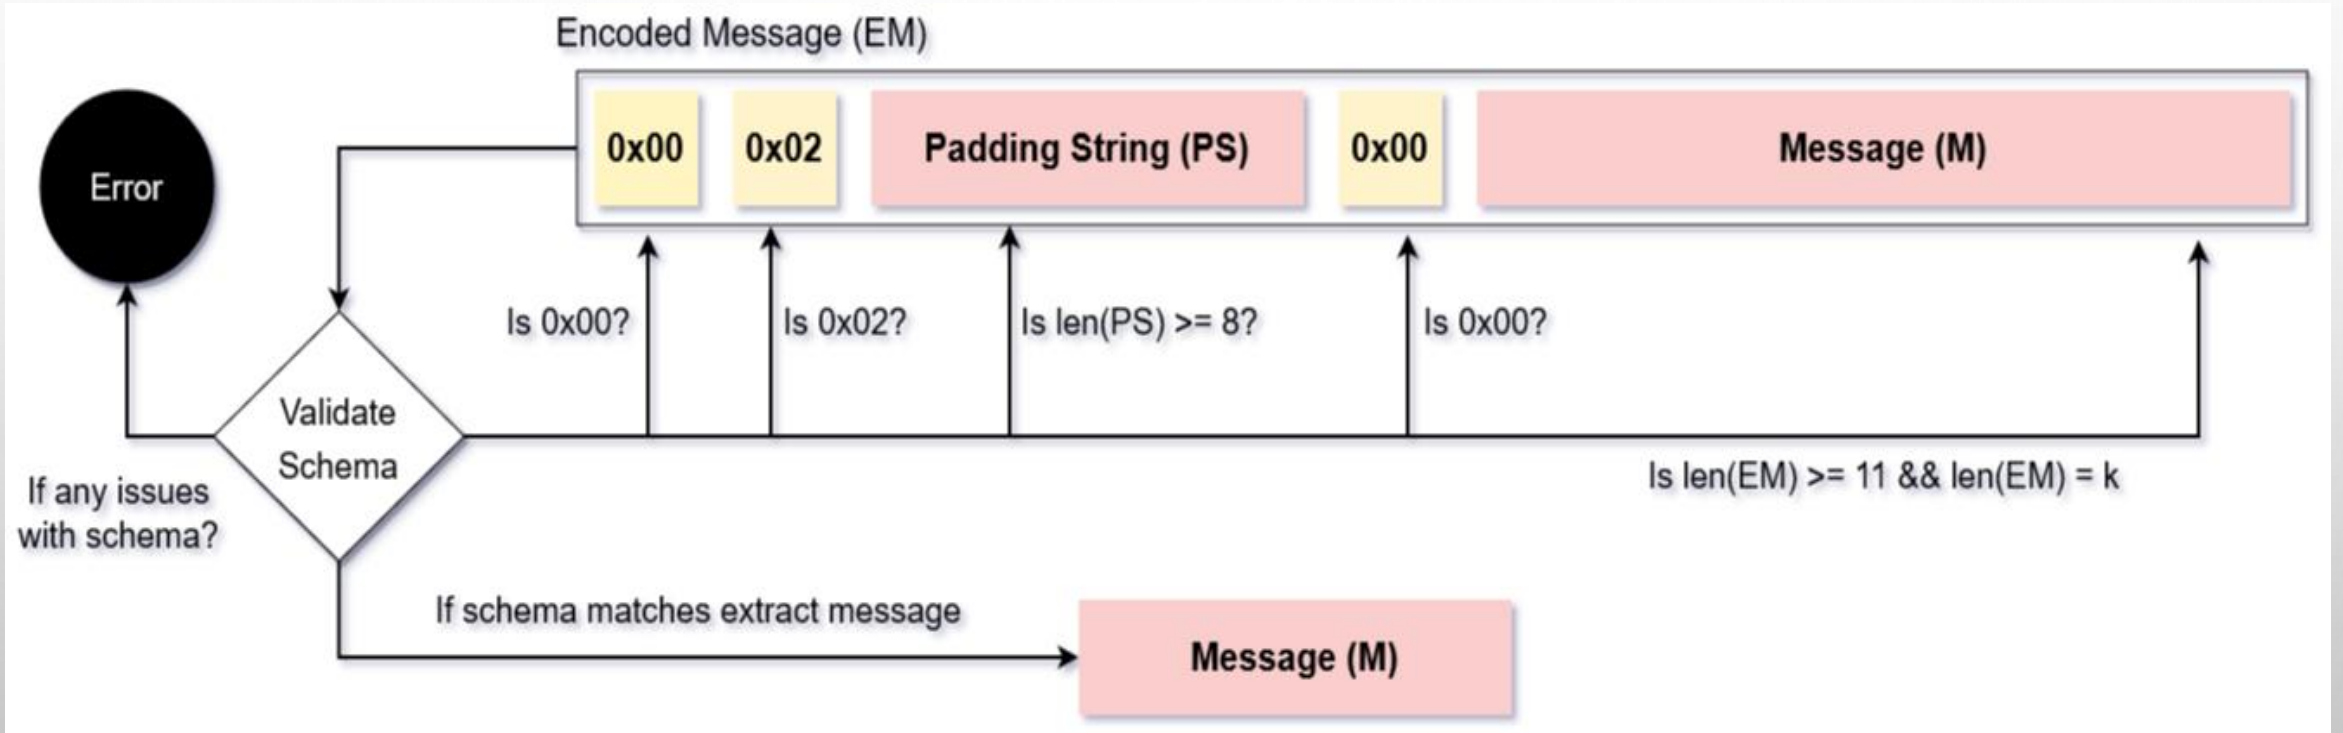 Encoded Message (EM)
Error
0x00
0x02
Padding String (PS)
0x00
Message (M)
Is 0x00?
Is 0x02?
Is len(PS) >= 8?
Is 0x00?
Validate
Schema
If any issues
with schema?
Is len(EM) >= 11 && len(EM) = k
If schema matches extract message
Message (M)